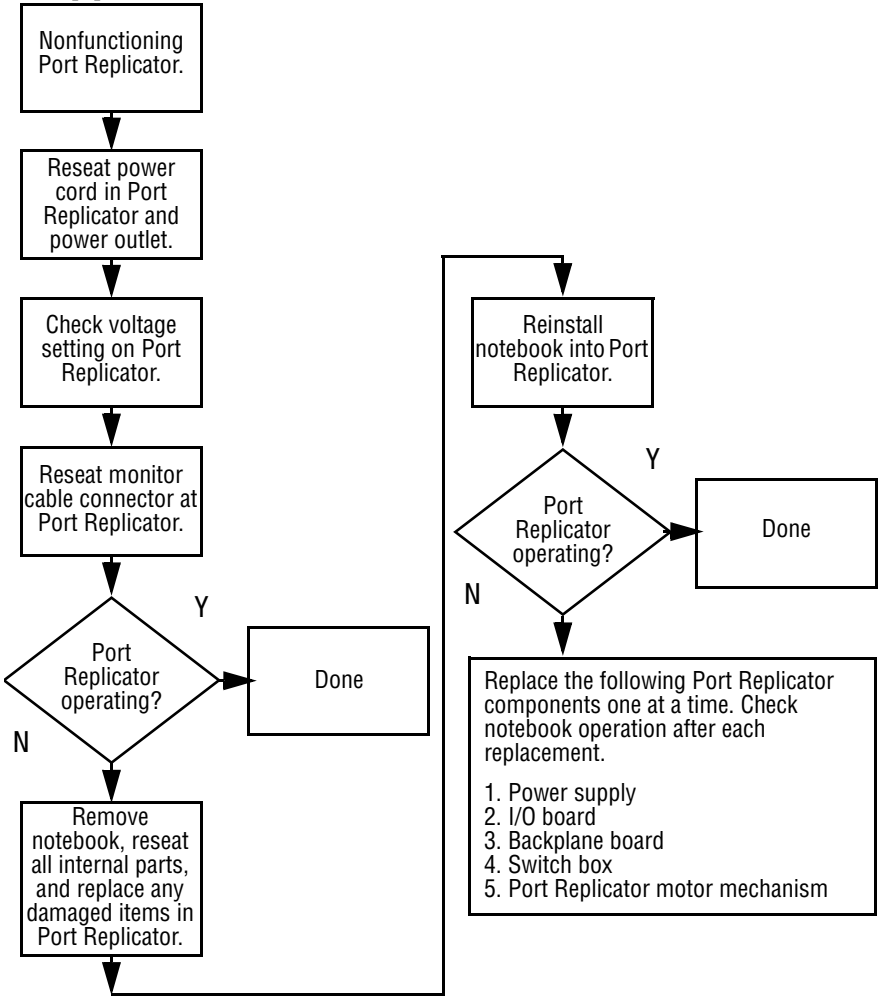 Nonfunctioning
Port Replicator.
Reseat power
cord in Port
Replicator and
power outlet.
Check voltage
setting on Port
Replicator.
Reseat monitor
cable connector at
Port Replicator.
Y
Port
Replicator
operating?
Done
N
Remove
notebook, reseat
all internal parts,
and replace any
damaged items in
Port Replicator.
Reinstall
notebook into Port
Replicator.
Y
Port
Replicator
operating?
Done
N
Replace the following Port Replicator
components one at a time. Check
notebook operation after each
replacement.
1. Power supply
2. I/O board
3. Backplane board
4. Switch box
5. Port Replicator motor mechanism